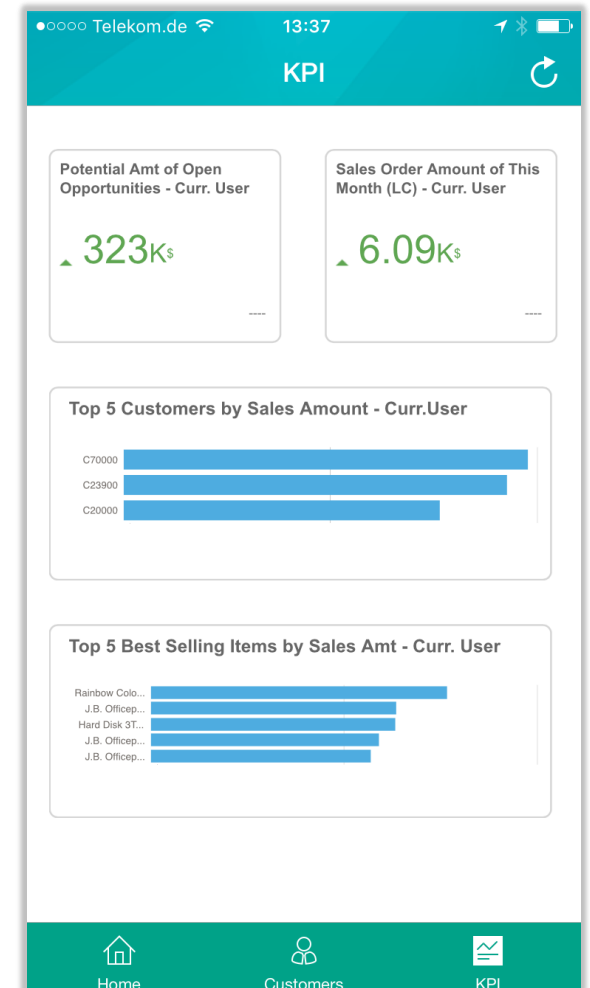 Telekom.de 13:37
KPI
Potential Amt of Open
Opportunities - Curr. User
323K$
----
Sales Order Amount of This
Month (LC) - Curr. User
6.09K$
----
Top 5 Customers by Sales Amount - Curr.User
C70000
C23900
C20000
Top 5 Best Selling Items by Sales Amt - Curr. User
Rainbow Colo...
J.B. Officep...
Hard Disk 3T...
J.B. Officep...
J.B. Officep...
Home Customers KPI